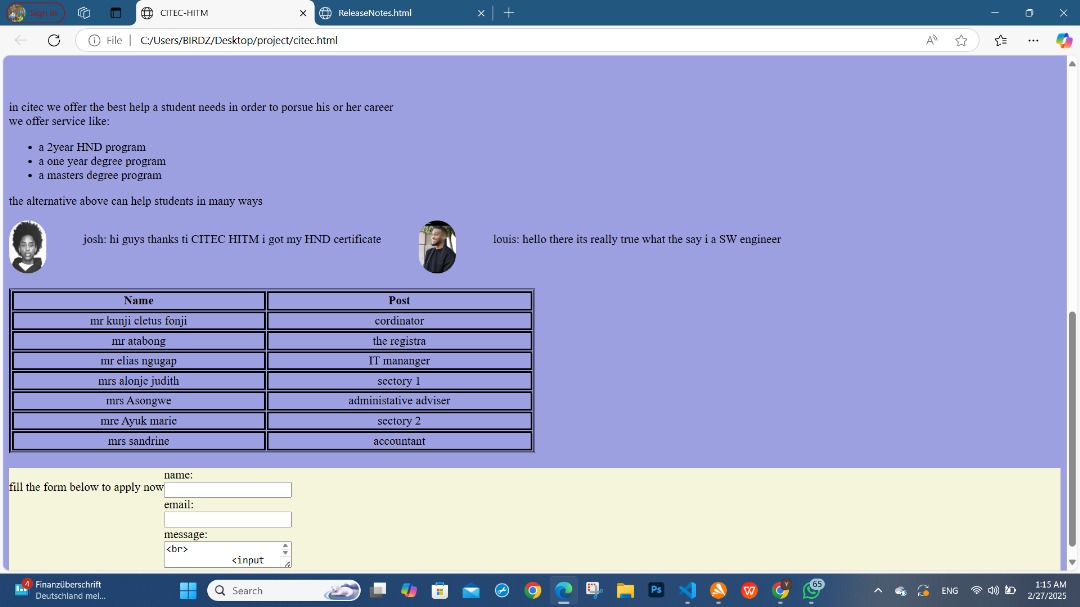 Sign in
CITEC-HITM
ReleaseNotes.html
File
C:/Users/BIRDZ/Desktop/project/citec.html
in citec we offer the best help a student needs in order to porsue his or her career
we offer service like:
a 2year HND program
a one year degree program
a masters degree program
the alternative above can help students in many ways
josh: hi guys thanks ti CITEC HITM i got my HND certificate
louis: hello there its really true what the say i a SW engineer
Name Post
mr kunji cletus fonji cordinator
mr atabong the registra
mr elias ngugap IT mananger
mrs alonje judith sectory 1
mrs Asongwe administative adviser
mre Ayuk marie sectory 2
mrs sandrine accountant
name:
fill the form below to apply now
email:
message:
<br>
<input
4
Finanzüberschrift
Deutschland mel...
Search
Ps
65
ENG
1:15 AM
2/27/2025